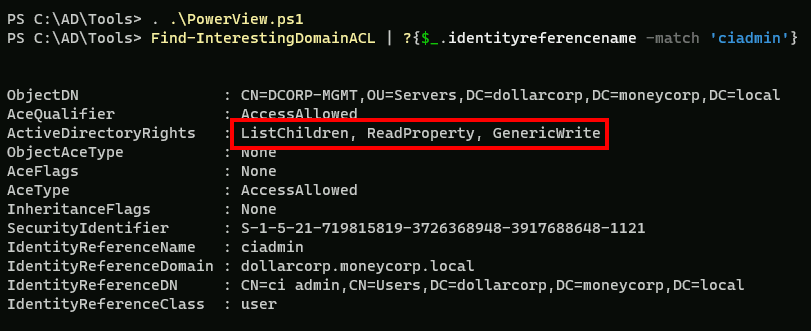 PS C:\AD\Tools> . .\PowerView.ps1
PS C:\AD\Tools> Find-InterestingDomainACL | ?{$_.identityreferencename -match 'ciadmin'}
ObjectDN : CN=DCORP-MGMT,OU=Servers,DC=dollarcorp,DC=moneycorp,DC=local
AceQualifier : AccessAllowed
ActiveDirectoryRights : ListChildren, ReadProperty, GenericWrite
ObjectAceType : None
AceFlags : None
AceType : AccessAllowed
InheritanceFlags : None
SecurityIdentifier : S-1-5-21-719815819-3726368948-3917688648-1121
IdentityReferenceName : ciadmin
IdentityReferenceDomain : dollarcorp.moneycorp.local
IdentityReferenceDN : CN=ci admin,CN=Users,DC=dollarcorp,DC=moneycorp,DC=local
IdentityReferenceClass : user